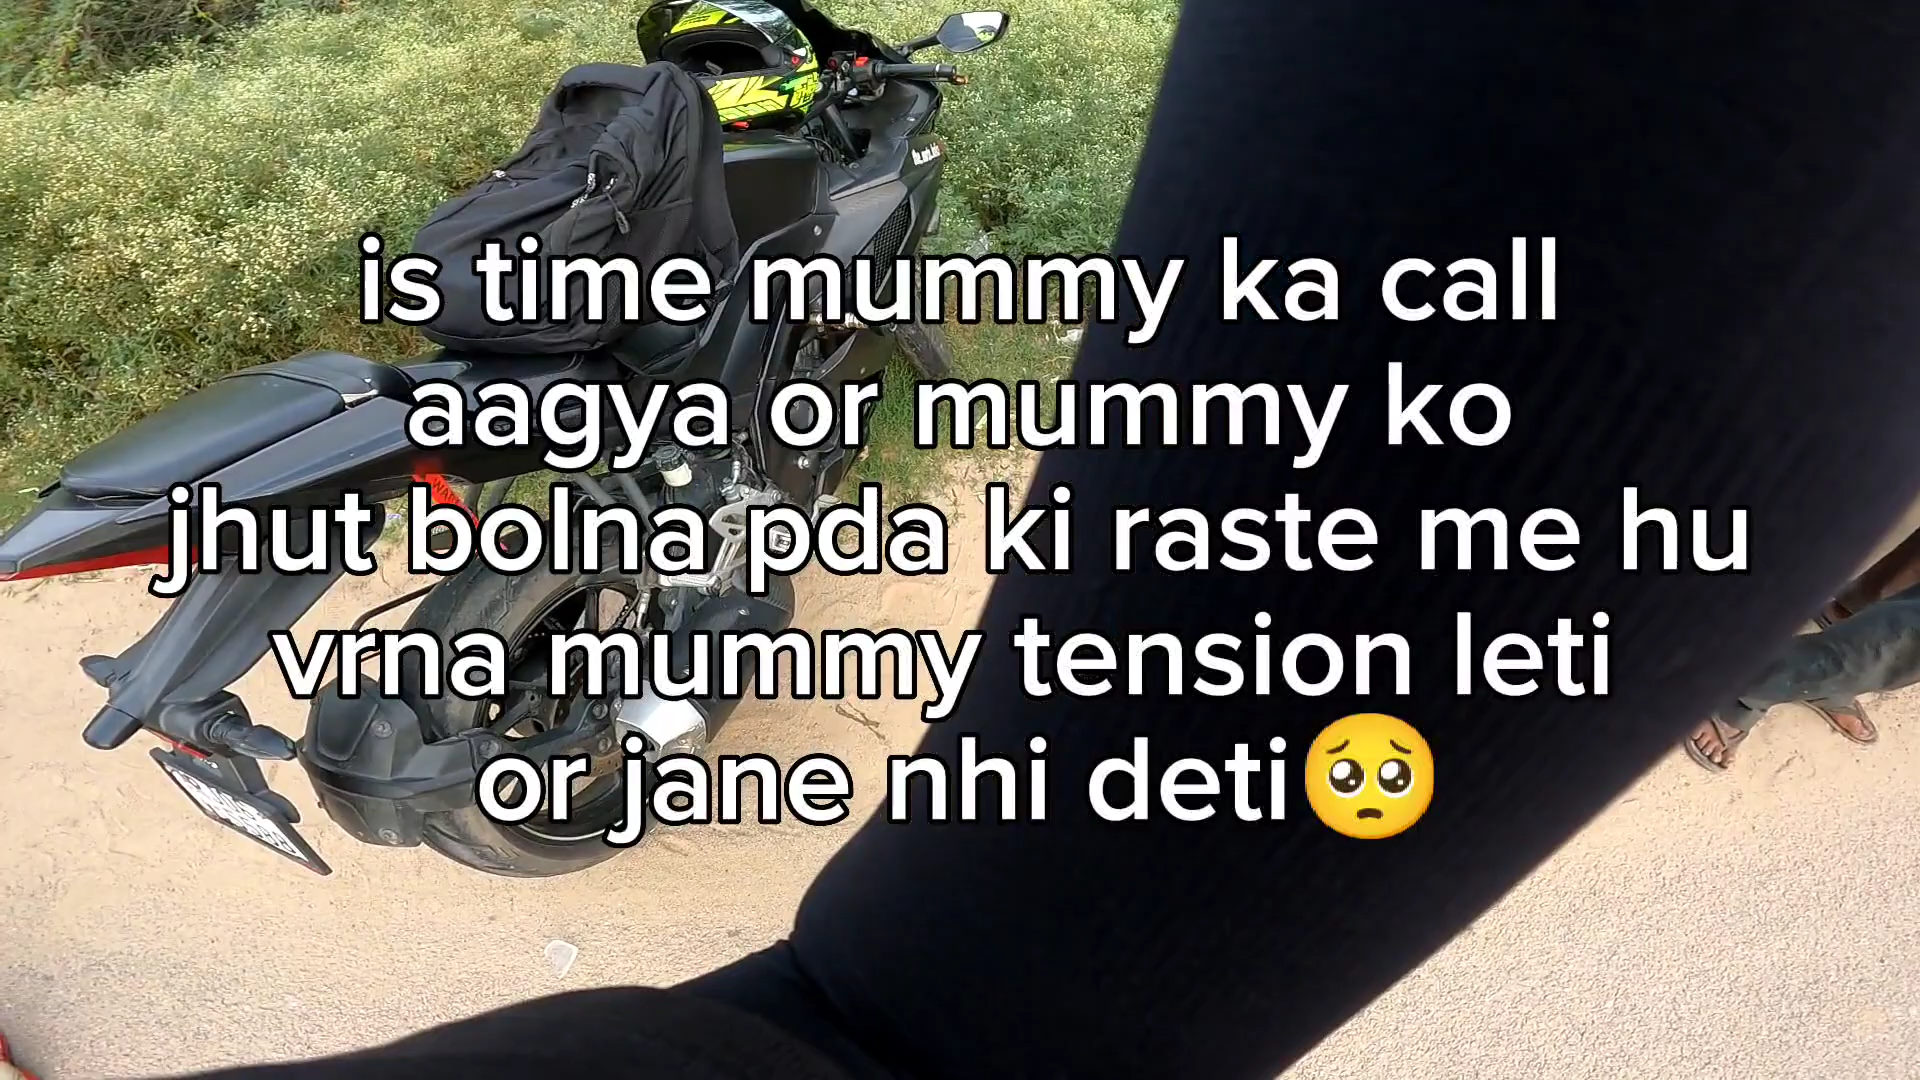 is time mummy ka call
aagya or mummy ko
jhut bolna pda ki raste me hu
vrna mummy tension leti
or jane nhi deti🥺